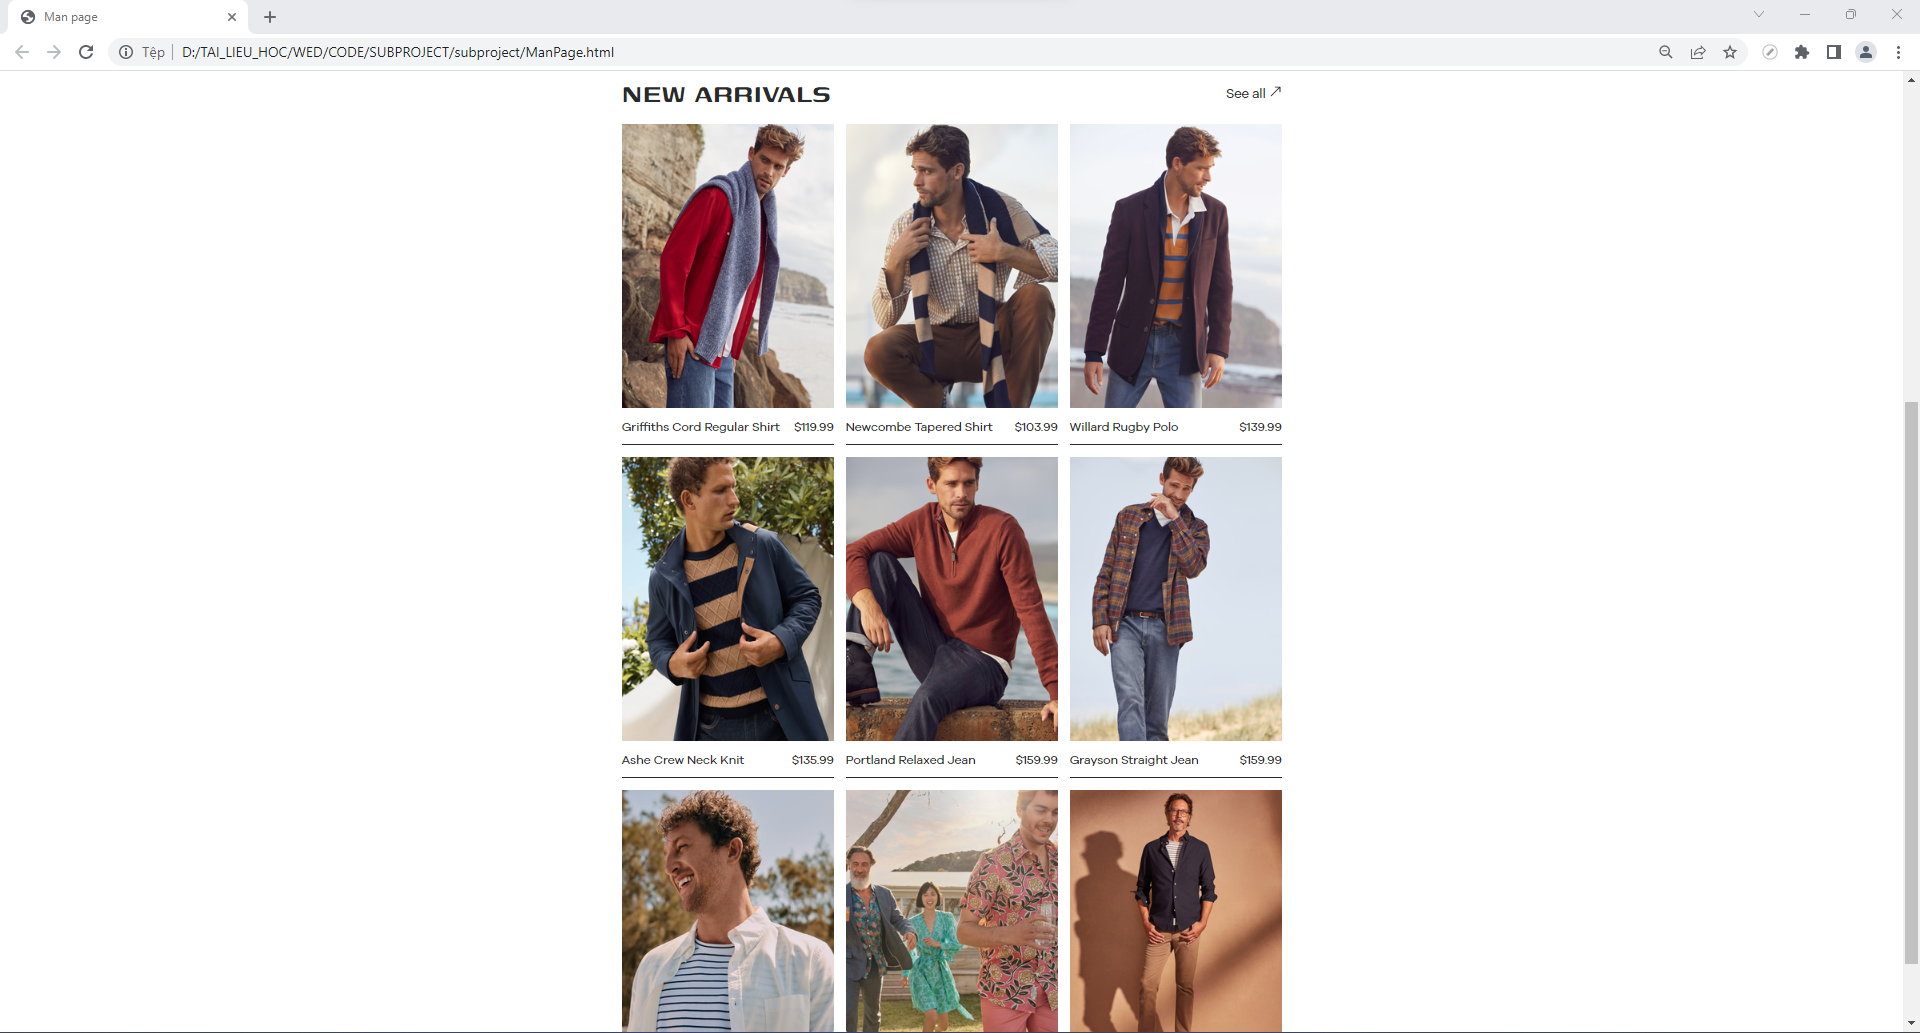 Man page
Tệp
D:/TAI_LIEU_HOC/WED/CODE/SUBPROJECT/subproject/ManPage.html
NEW ARRIVALS
See all
Griffiths Cord Regular Shirt $119.99
Newcombe Tapered Shirt $103.99
Willard Rugby Polo $139.99
Ashe Crew Neck Knit $135.99
Portland Relaxed Jean $159.99
Grayson Straight Jean $159.99